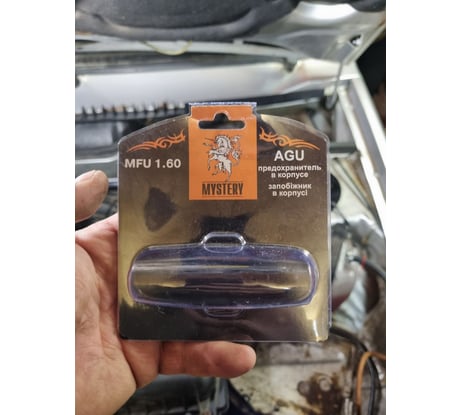 MFU 1.60
MYSTERY
AGU
предохранитель
в корпусе
запобіжник
в корпусі